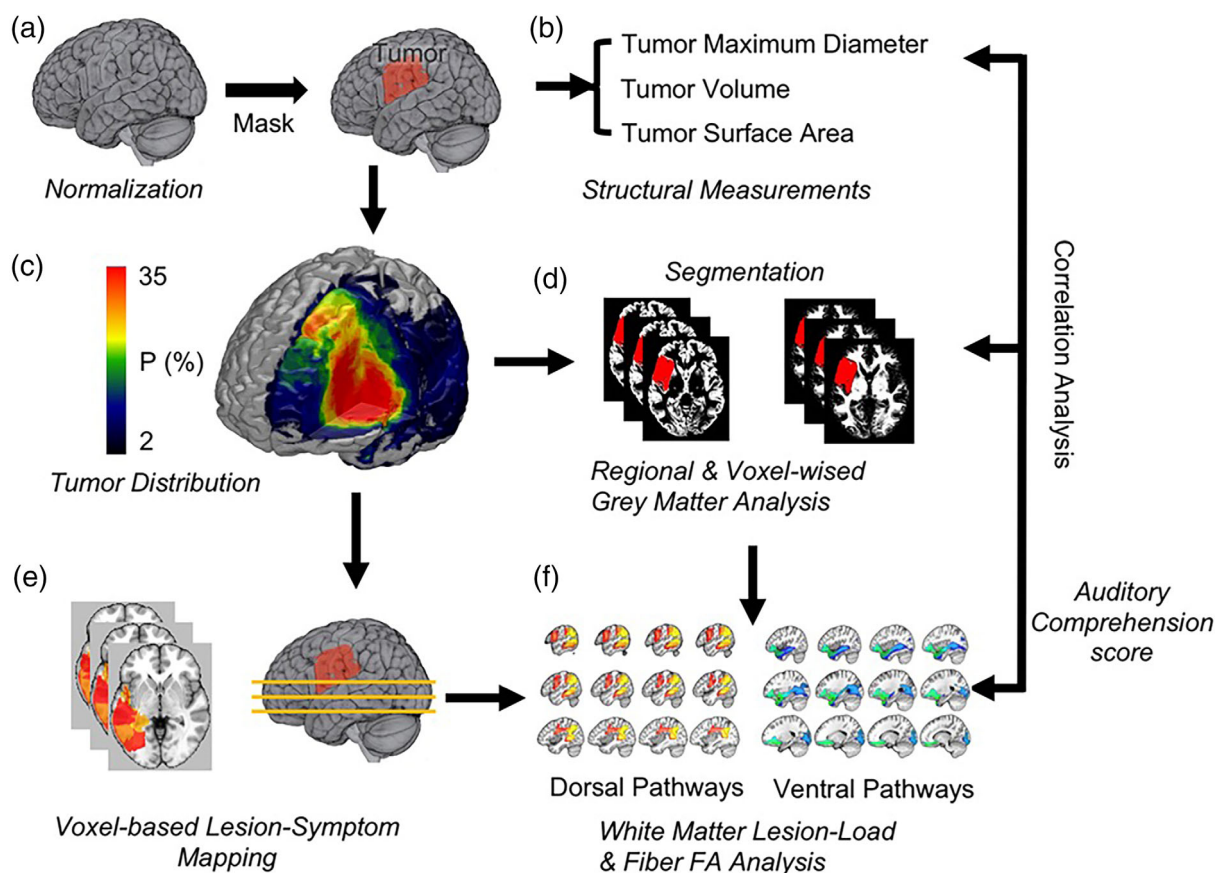 (a)
Tumor
Mask
Normalization
(b)
Tumor Maximum Diameter
Tumor Volume
Tumor Surface Area
Structural Measurements
(c)
35
P (%)
2
Tumor Distribution
(d)
Segmentation
Regional & Voxel-wised
Grey Matter Analysis
Correlation Analysis
Auditory
Comprehension
score
(e)
Voxel-based Lesion-Symptom
Mapping
(f)
Dorsal Pathways
Ventral Pathways
White Matter Lesion-Load
& Fiber FA Analysis